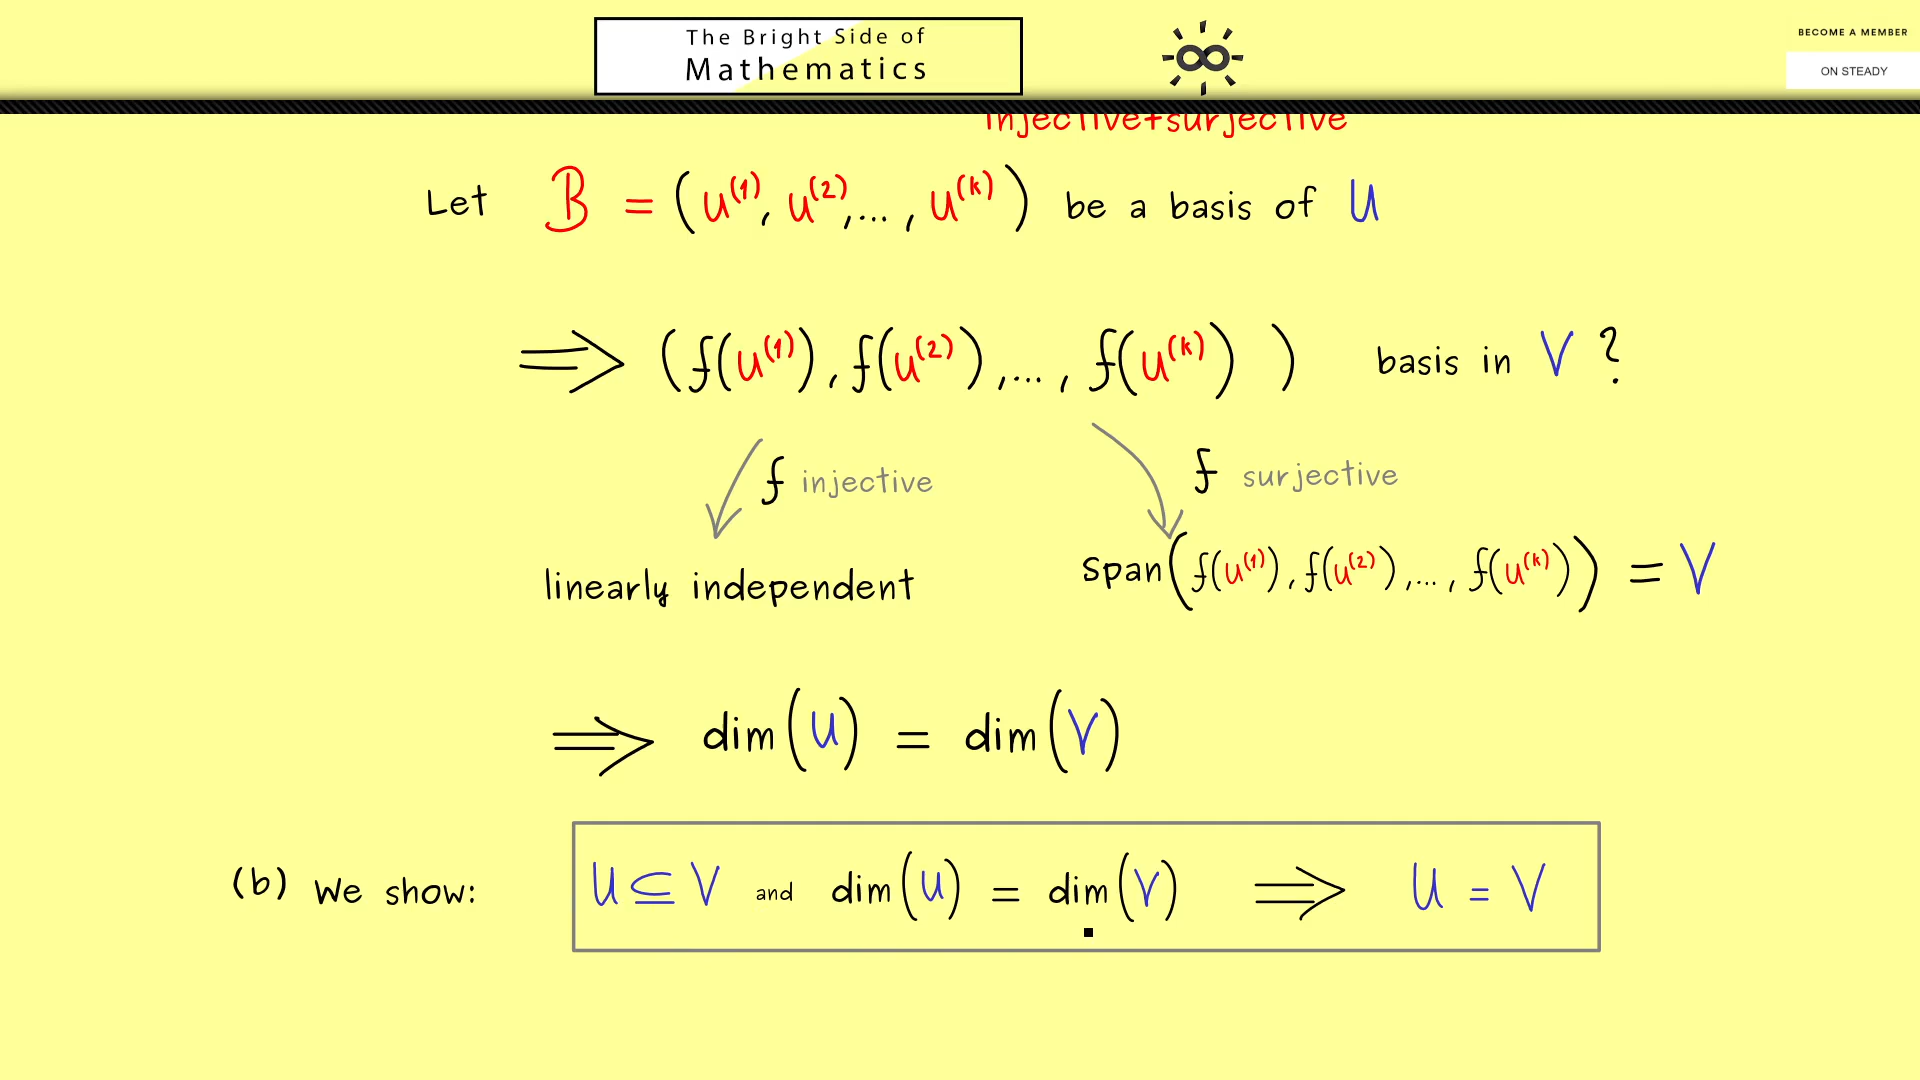 The Bright Side of
Mathematics
BECOME A MEMBER
ON STEADY
injective+surjective
Let B = (u⁽¹⁾, u⁽²⁾, ... , u⁽ᵏ⁾) be a basis of U
⟹ (f(u⁽¹⁾), f(u⁽²⁾), ... , f(u⁽ᵏ⁾)) basis in V ?
f injective
f surjective
linearly independent
Span(f(u⁽¹⁾), f(u⁽²⁾), ... , f(u⁽ᵏ⁾)) = V
⟹ dim(U) = dim(V)
(b) We show: U ⊆ V and dim(U) = dim(V) ⟹ U = V